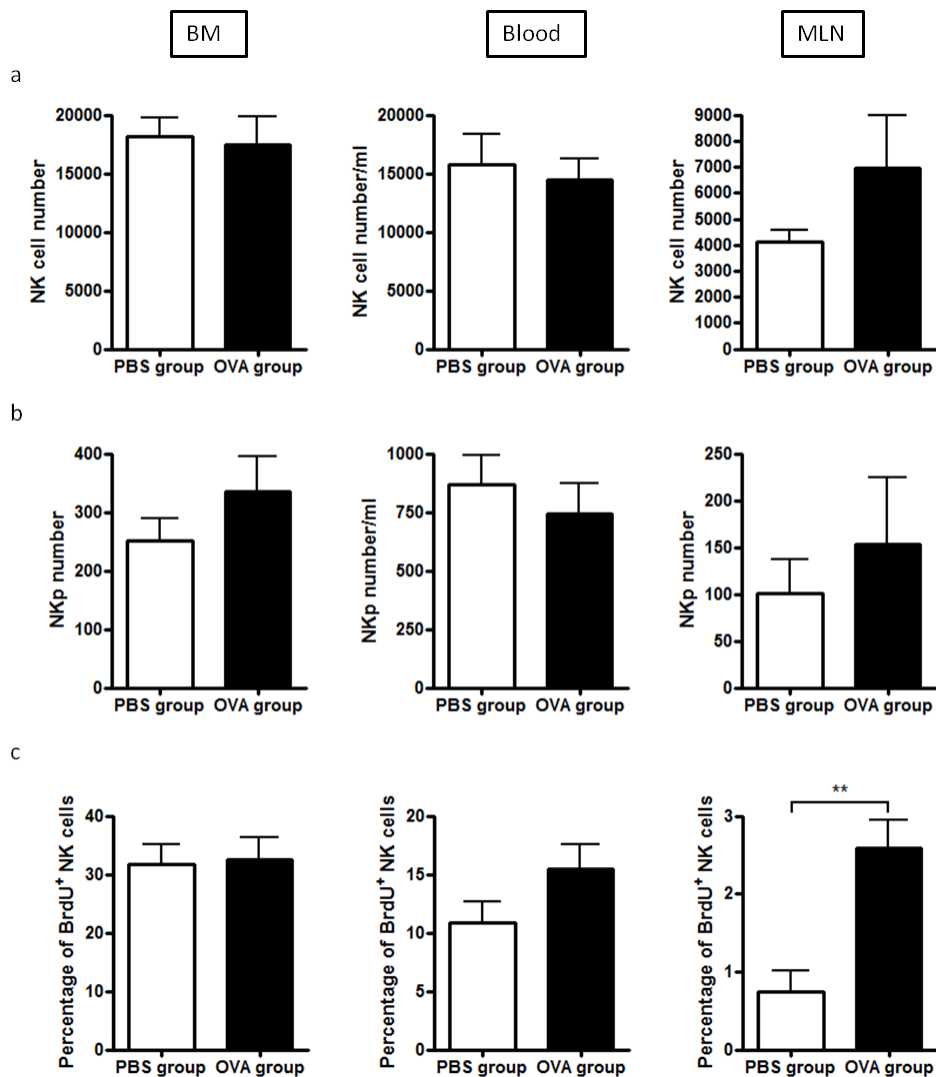 BM
Blood
MLN
a
NK cell number
20000
15000
10000
5000
0
PBS group OVA group
NK cell number/ml
20000
15000
10000
5000
0
PBS group OVA group
NK cell number
9000
8000
7000
6000
5000
4000
3000
2000
1000
0
PBS group OVA group
b
NKp number
400
300
200
100
0
PBS group OVA group
NKp number/ml
1000
750
500
250
0
PBS group OVA group
NKp number
250
200
150
100
50
0
PBS group OVA group
c
Percentage of BrdU⁺ NK cells
40
30
20
10
0
PBS group OVA group
Percentage of BrdU⁺ NK cells
20
15
10
5
0
PBS group OVA group
Percentage of BrdU⁺ NK cells
3
2
1
0
**
PBS group OVA group